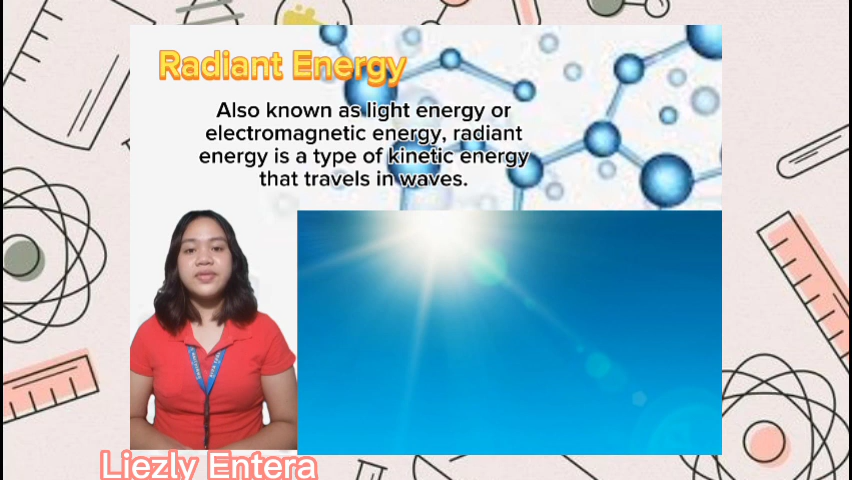 Radiant Energy
Also known as light energy or
electromagnetic energy, radiant
energy is a type of kinetic energy
that travels in waves.
Liezly Entera